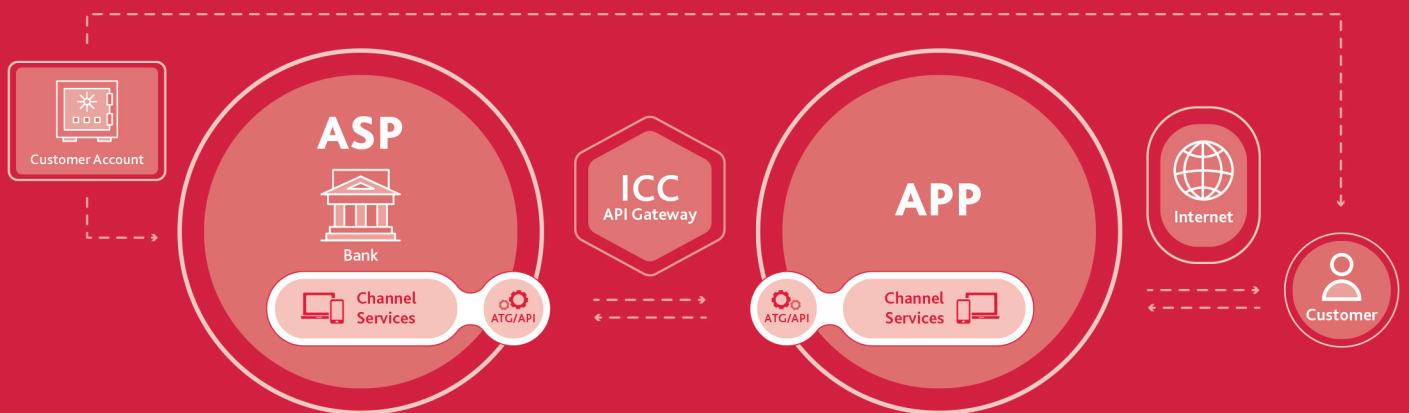 Customer Account
ASP
Bank
Channel
Services
ATG/API
ICC
API Gateway
APP
ATG/API
Channel
Services
Internet
Customer